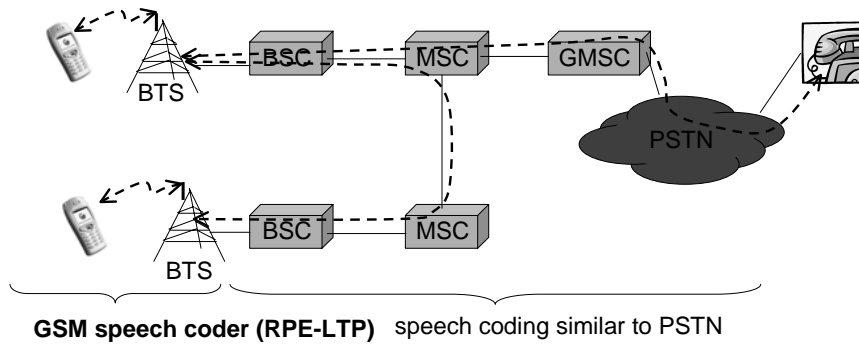 BSC
MSC
GMSC
BTS
PSTN
BSC
MSC
BTS
GSM speech coder (RPE-LTP) speech coding similar to PSTN